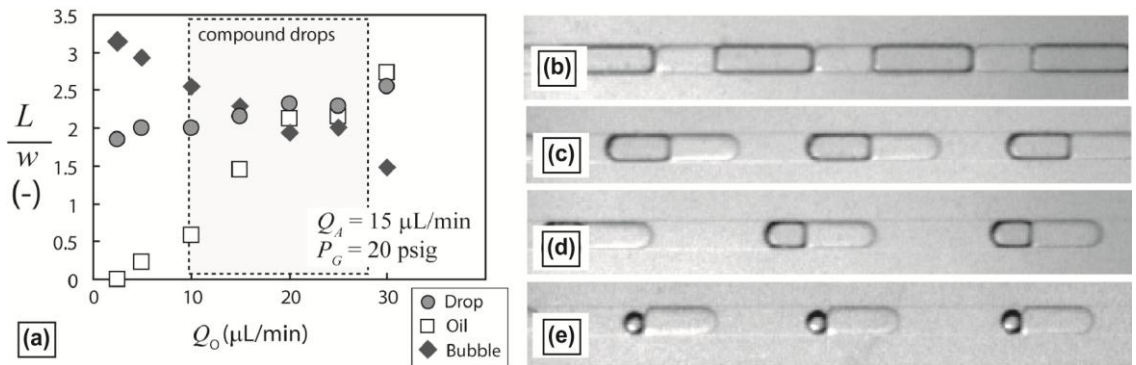 3.5
3
2.5
2
1.5
1
0.5
0
L
w
(-)
compound drops
Q_A = 15 μL/min
P_G = 20 psig
0 10 20 30
Q_O (μL/min)
Drop
Oil
Bubble
(a)
(b)
(c)
(d)
(e)